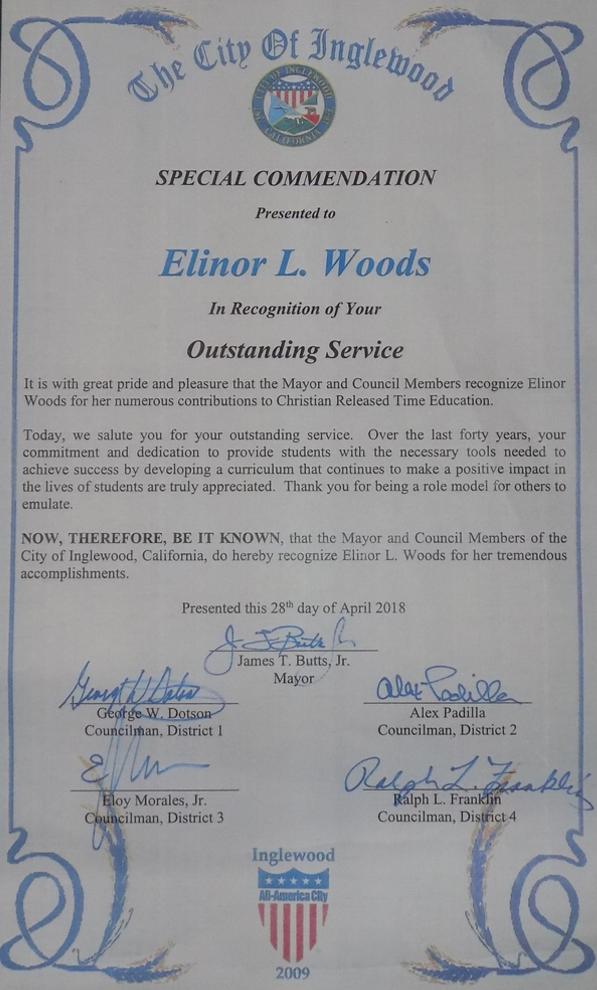 The City Of Inglewood
CITY OF INGLEWOOD
CALIFORNIA
SPECIAL COMMENDATION
Presented to
Elinor L. Woods
In Recognition of Your
Outstanding Service
It is with great pride and pleasure that the Mayor and Council Members recognize Elinor
Woods for her numerous contributions to Christian Released Time Education.
Today, we salute you for your outstanding service. Over the last forty years, your
commitment and dedication to provide students with the necessary tools needed to
achieve success by developing a curriculum that continues to make a positive impact in
the lives of students are truly appreciated. Thank you for being a role model for others to
emulate.
NOW, THEREFORE, BE IT KNOWN, that the Mayor and Council Members of the
City of Inglewood, California, do hereby recognize Elinor L. Woods for her tremendous
accomplishments.
Presented this 28th day of April 2018
James T. Butts, Jr.
Mayor
George W. Dotson
Councilman, District 1
Alex Padilla
Alex Padilla
Councilman, District 2
Eloy Morales, Jr.
Councilman, District 3
Ralph L. Franklin
Ralph L. Franklin
Councilman, District 4
Inglewood
All-America City
2009